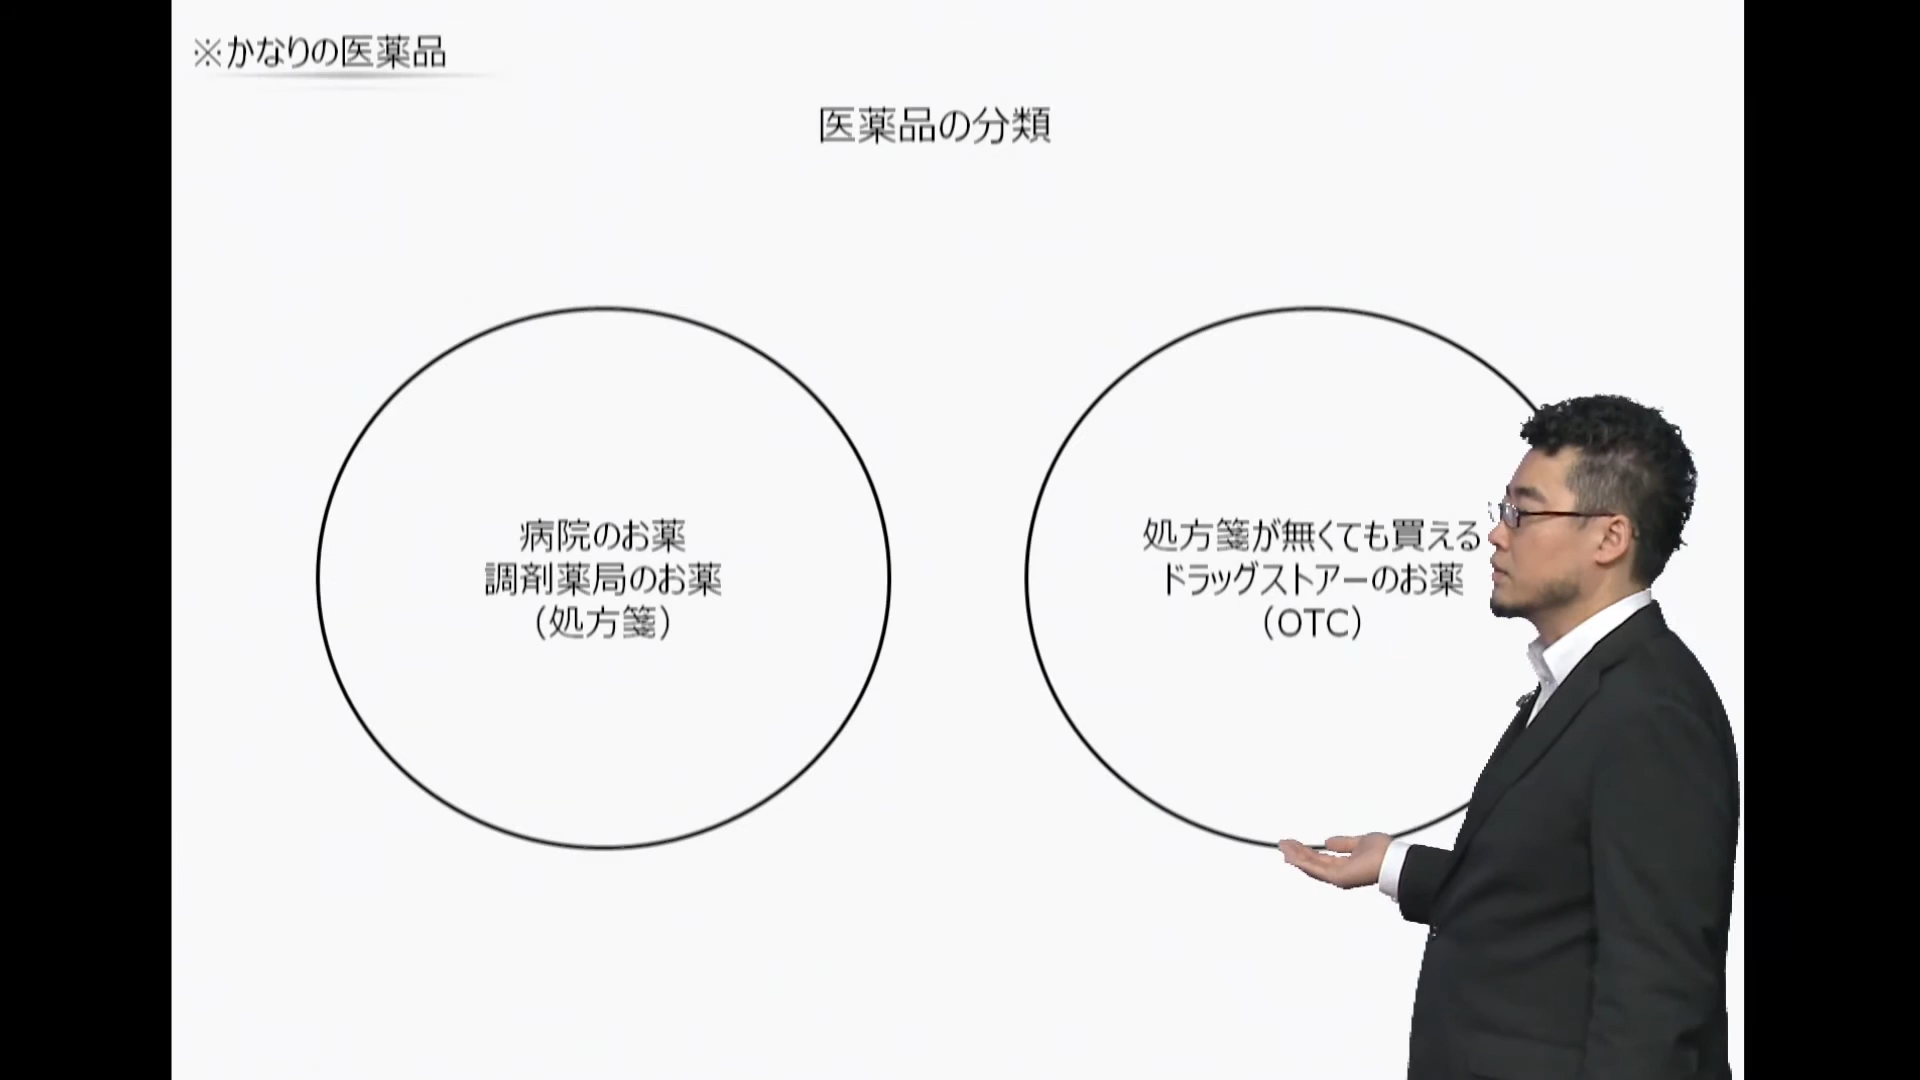 ※かなりの医薬品
医薬品の分類
病院のお薬
調剤薬局のお薬
（処方箋）
処方箋が無くても買える
ドラッグストアーのお薬
（OTC）